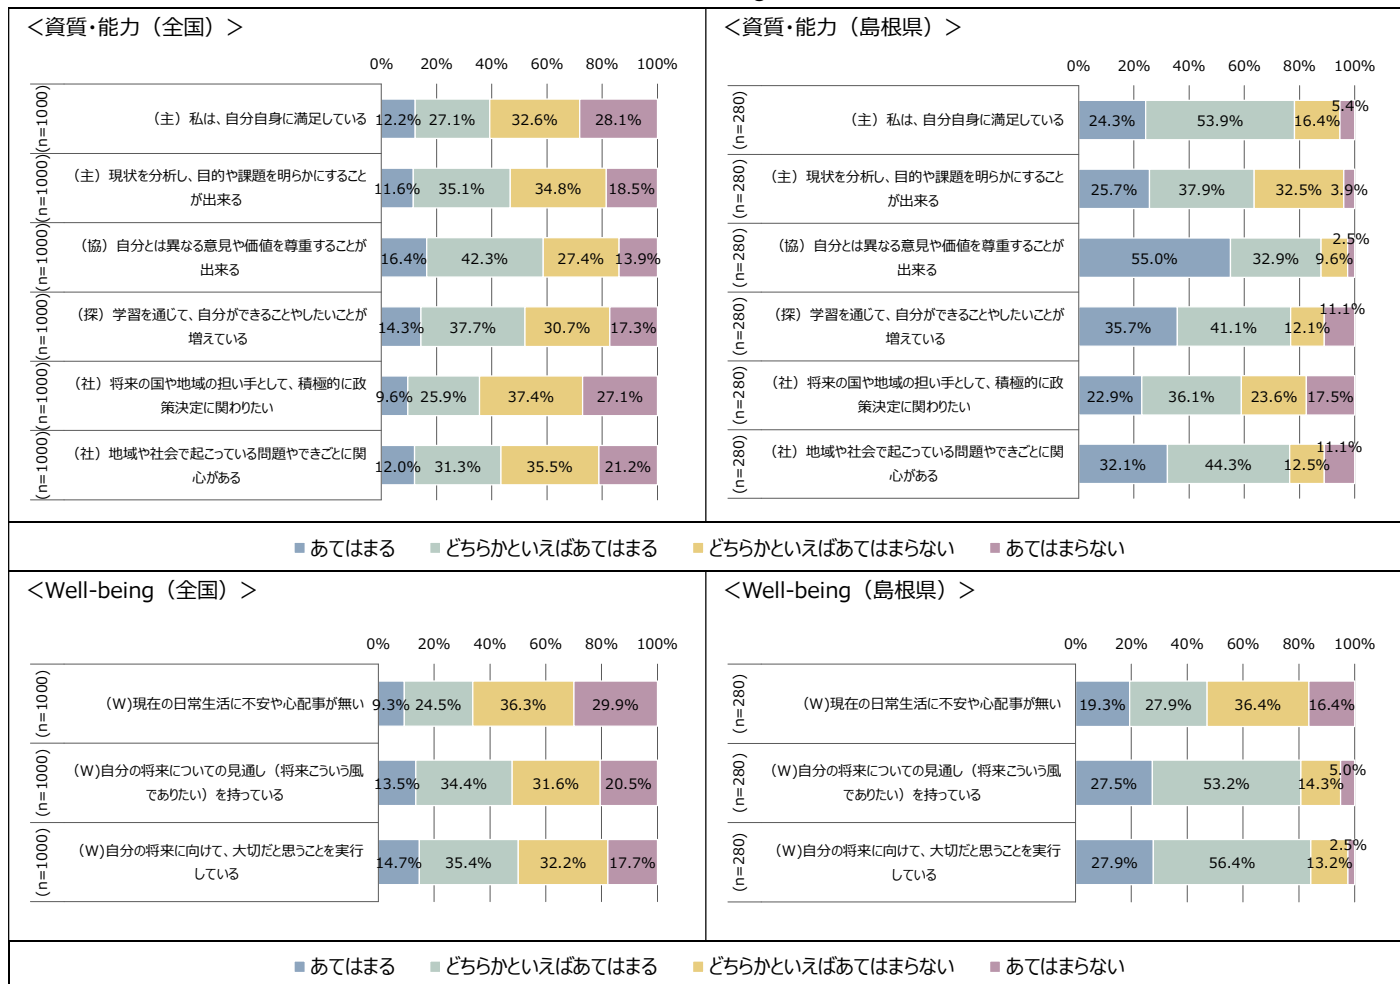 ＜資質・能力（全国）＞
0% 20% 40% 60% 80% 100%
(n=1000)
（主）私は、自分自身に満足している
12.2% 27.1% 32.6% 28.1%
(n=1000)
（主）現状を分析し、目的や課題を明らかにすること
が出来る
11.6% 35.1% 34.8% 18.5%
(n=1000)
（協）自分とは異なる意見や価値を尊重することが
出来る
16.4% 42.3% 27.4% 13.9%
(n=1000)
（探）学習を通じて、自分ができることやしたいことが
増えている
14.3% 37.7% 30.7% 17.3%
(n=1000)
（社）将来の国や地域の担い手として、積極的に政
策決定に関わりたい
9.6% 25.9% 37.4% 27.1%
(n=1000)
（社）地域や社会で起こっている問題やできごとに関
心がある
12.0% 31.3% 35.5% 21.2%
＜資質・能力（島根県）＞
0% 20% 40% 60% 80% 100%
(n=280)
（主）私は、自分自身に満足している
24.3% 53.9% 16.4% 5.4%
(n=280)
（主）現状を分析し、目的や課題を明らかにすること
が出来る
25.7% 37.9% 32.5% 3.9%
(n=280)
（協）自分とは異なる意見や価値を尊重することが
出来る
55.0% 32.9% 9.6% 2.5%
(n=280)
（探）学習を通じて、自分ができることやしたいことが
増えている
35.7% 41.1% 12.1% 11.1%
(n=280)
（社）将来の国や地域の担い手として、積極的に政
策決定に関わりたい
22.9% 36.1% 23.6% 17.5%
(n=280)
（社）地域や社会で起こっている問題やできごとに関
心がある
32.1% 44.3% 12.5% 11.1%
あてはまる どちらかといえばあてはまる どちらかといえばあてはまらない あてはまらない
＜Well-being（全国）＞
0% 20% 40% 60% 80% 100%
(n=1000)
（W)現在の日常生活に不安や心配事が無い
9.3% 24.5% 36.3% 29.9%
(n=1000)
（W)自分の将来についての見通し（将来こういう風
でありたい）を持っている
13.5% 34.4% 31.6% 20.5%
(n=1000)
（W)自分の将来に向けて、大切だと思うことを実行
している
14.7% 35.4% 32.2% 17.7%
＜Well-being（島根県）＞
0% 20% 40% 60% 80% 100%
(n=280)
（W)現在の日常生活に不安や心配事が無い
19.3% 27.9% 36.4% 16.4%
(n=280)
（W)自分の将来についての見通し（将来こういう風
でありたい）を持っている
27.5% 53.2% 14.3% 5.0%
(n=280)
（W)自分の将来に向けて、大切だと思うことを実行
している
27.9% 56.4% 13.2% 2.5%
あてはまる どちらかといえばあてはまる どちらかといえばあてはまらない あてはまらない